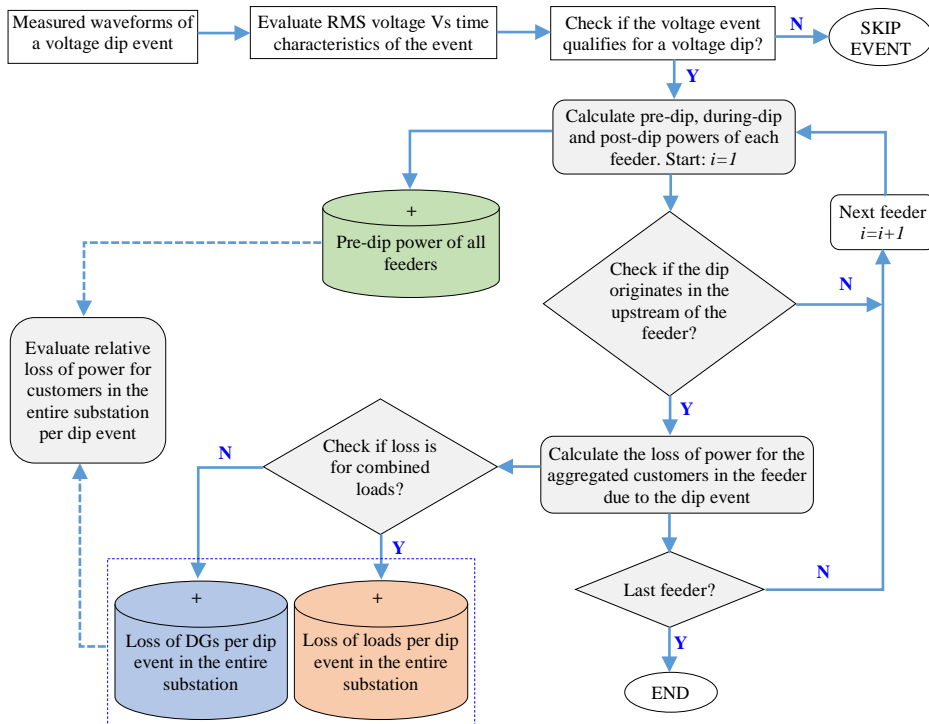 Measured waveforms of
a voltage dip event
Evaluate RMS voltage Vs time
characteristics of the event
Check if the voltage event
qualifies for a voltage dip?
N
SKIP
EVENT
Y
Calculate pre-dip, during-dip
and post-dip powers of each
feeder. Start: i=1
+
Pre-dip power of all
feeders
Next feeder
i=i+1
Check if the dip
originates in the
upstream of the
feeder?
N
Y
Evaluate relative
loss of power for
customers in the
entire substation
per dip event
Check if loss is
for combined
loads?
N
Y
Calculate the loss of power for the
aggregated customers in the feeder
due to the dip event
+
Loss of DGs per dip
event in the entire
substation
+
Loss of loads per dip
event in the entire
substation
Last feeder?
N
Y
END